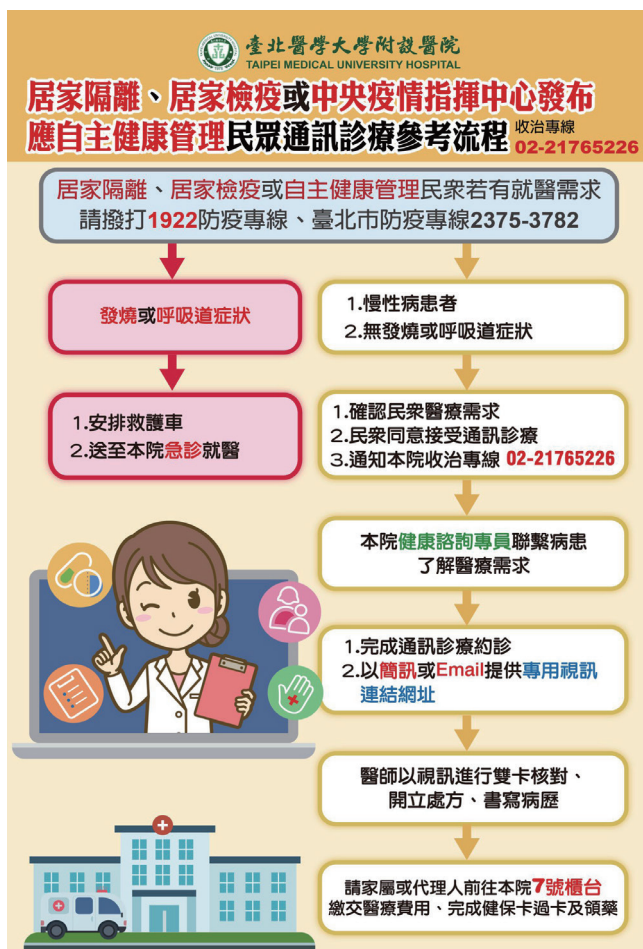 臺北醫學大學附設醫院
TAIPEI MEDICAL UNIVERSITY HOSPITAL
居家隔離、居家檢疫或中央疫情指揮中心發布
應自主健康管理民眾通訊診療參考流程
收治專線
02-21765226
居家隔離、居家檢疫或自主健康管理民眾若有就醫需求
請撥打1922防疫專線、臺北市防疫專線2375-3782
發燒或呼吸道症狀
1.安排救護車
2.送至本院急診就醫
1.慢性病患者
2.無發燒或呼吸道症狀
1.確認民眾醫療需求
2.民眾同意接受通訊診療
3.通知本院收治專線 02-21765226
本院健康諮詢專員聯繫病患
了解醫療需求
1.完成通訊診療約診
2.以簡訊或Email提供專用視訊
連結網址
醫師以視訊進行雙卡核對、
開立處方、書寫病歷
請家屬或代理人前往本院7號櫃台
繳交醫療費用、完成健保卡過卡及領藥